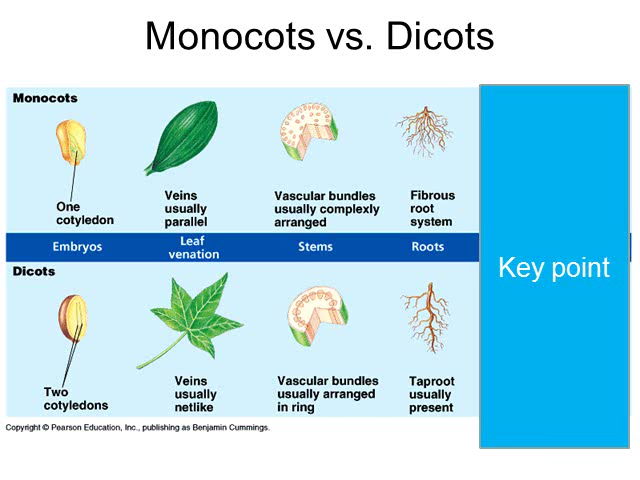 Monocots vs. Dicots
Monocots
One
cotyledon
Veins
usually
parallel
Vascular bundles
usually complexly
arranged
Fibrous
root
system
Embryos
Leaf
venation
Stems
Roots
Key point
Dicots
Two
cotyledons
Veins
usually
netlike
Vascular bundles
usually arranged
in ring
Taproot
usually
present
Copyright © Pearson Education, Inc., publishing as Benjamin Cummings.